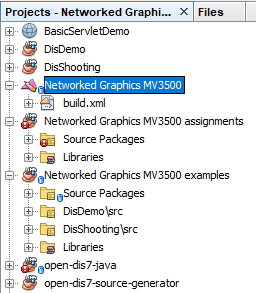 Projects - Networked Graphi... × Files
BasicServletDemo
DisDemo
DisShooting
Networked Graphics MV3500
build.xml
Networked Graphics MV3500 assignments
Source Packages
Libraries
Networked Graphics MV3500 examples
Source Packages
DisDemo\src
DisShooting\src
Libraries
open-dis7-java
open-dis7-source-generator